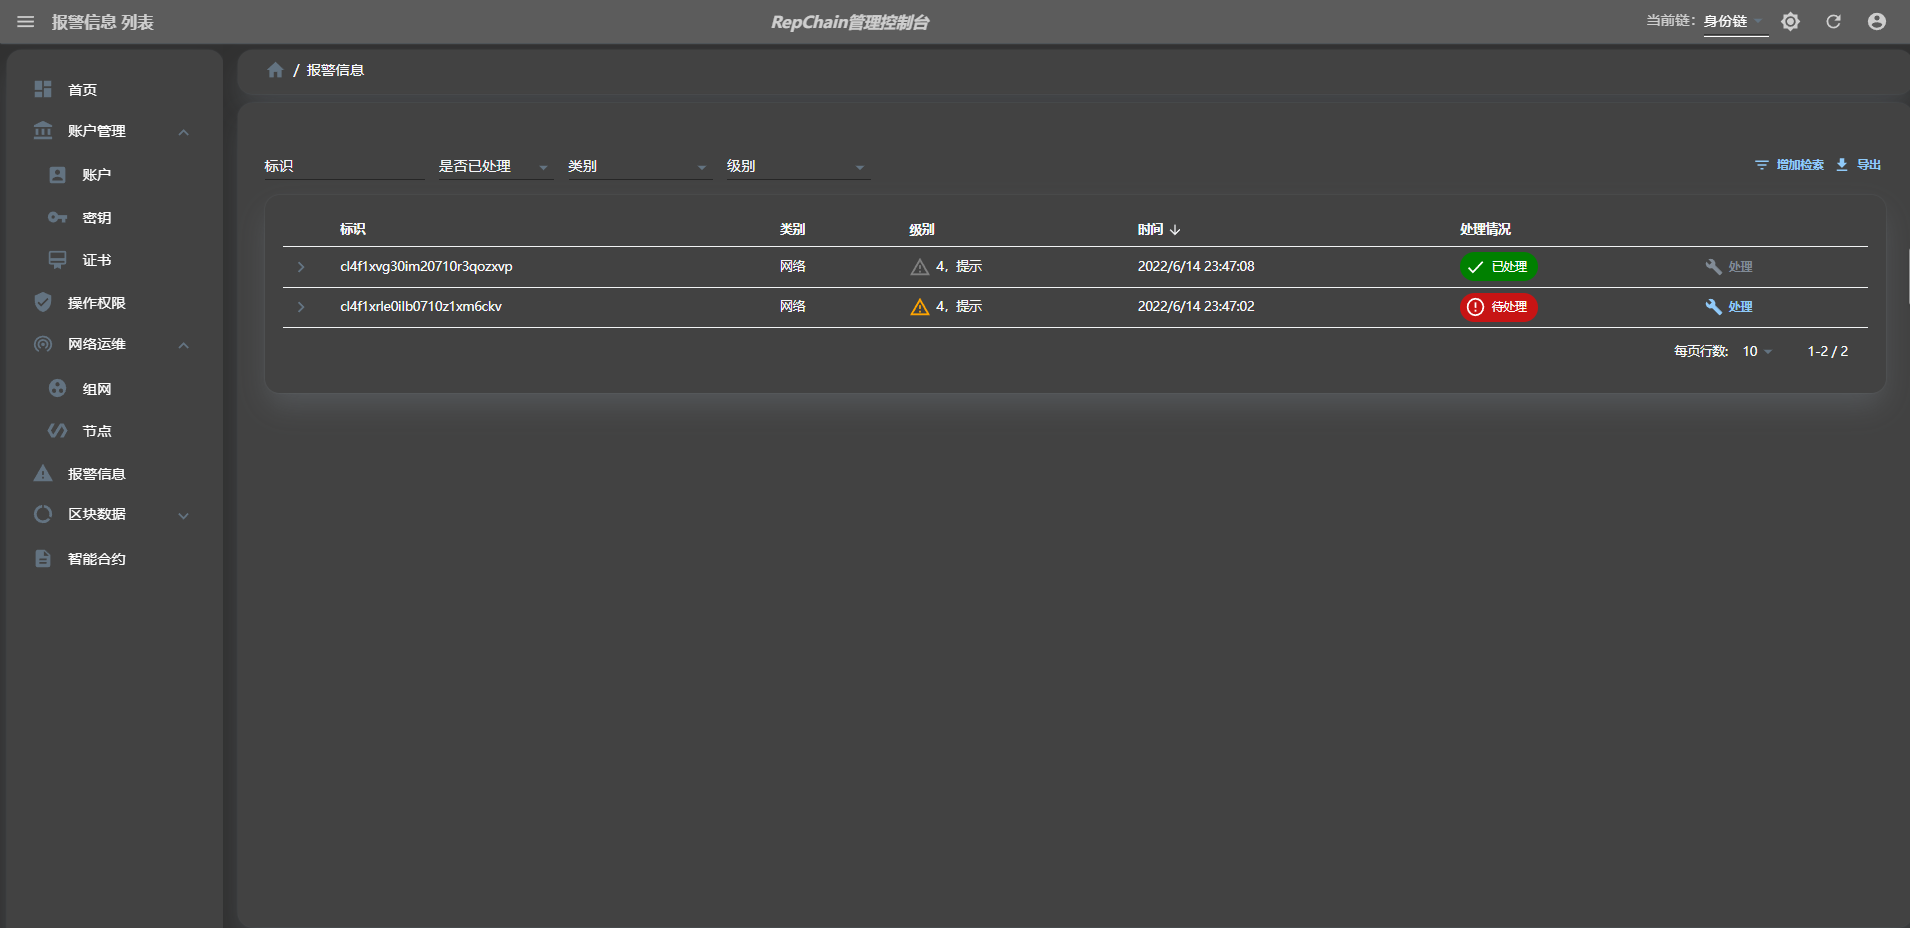 报警信息 列表
RepChain管理控制台
当前链: 身份链
首页
账户管理
账户
密钥
证书
操作权限
网络运维
组网
节点
报警信息
区块数据
智能合约
/ 报警信息
标识 是否已处理 类别 级别
增加检索 导出
标识 类别 级别 时间 处理情况
cl4f1xvg30im20710r3qozxvp 网络 4，提示 2022/6/14 23:47:08 已处理 处理
cl4f1xrle0ilb0710z1xm6ckv 网络 4，提示 2022/6/14 23:47:02 待处理 处理
每页行数: 10 1-2 / 2